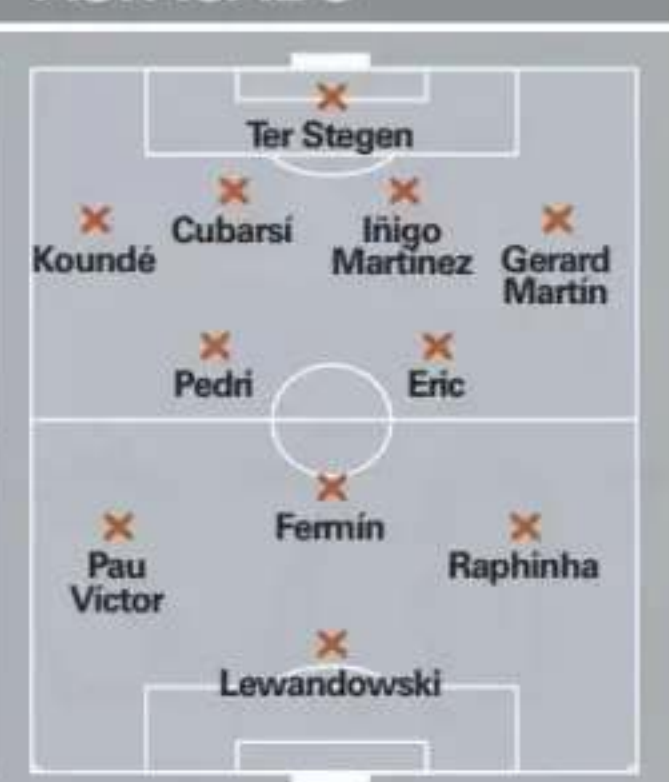 Ter Stegen
Cubarsí
Iñigo
Martínez
Koundé
Gerard
Martín
Pedri
Eric
Fermín
Pau
Víctor
Raphinha
Lewandowski